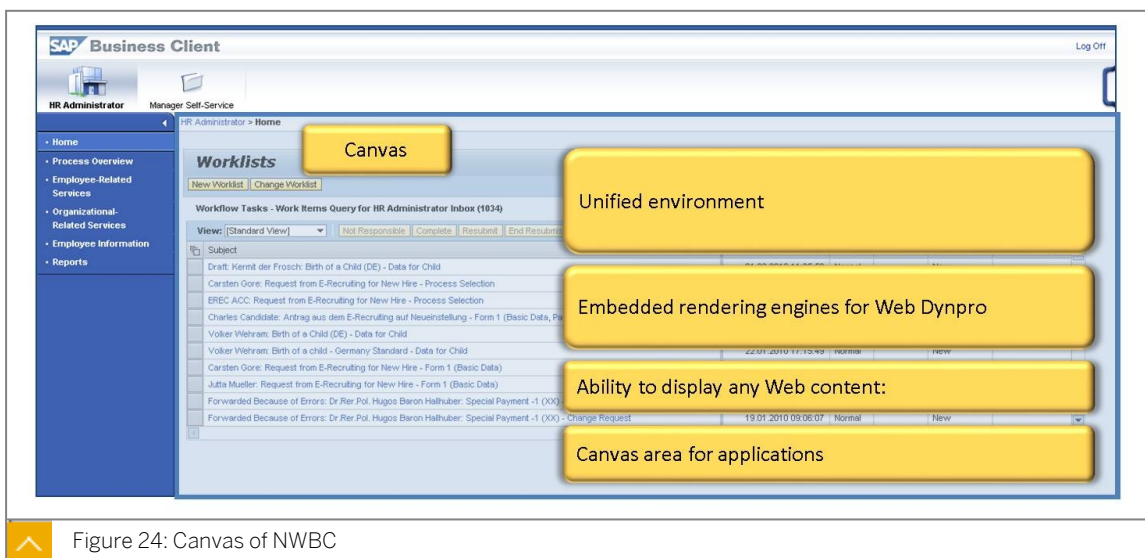 SAP Business Client
Log Off
HR Administrator
Manager Self-Service
HR Administrator > Home
• Home
• Process Overview
• Employee-Related
Services
• Organizational-
Related Services
• Employee Information
• Reports
Canvas
Worklists
New Worklist
Change Worklist
Workflow Tasks - Work Items Query for HR Administrator Inbox (1034)
View: [Standard View]
Not Responsible
Complete
Resubmit
End Resubmis
Subject
Draft: Kermit der Frosch: Birth of a Child (DE) - Data for Child
Carsten Gore: Request from E-Recruiting for New Hire - Process Selection
EREC ACC: Request from E-Recruiting for New Hire - Process Selection
Charles Candidate: Antrag aus dem E-Recruiting auf Neueinstellung - Form 1 (Basic Data, Pa
Volker Wehram: Birth of a Child (DE) - Data for Child
Volker Wehram: Birth of a child - Germany Standard - Data for Child 22.01.2010 17:15:49 Normal New
Carsten Gore: Request from E-Recruiting for New Hire - Form 1 (Basic Data)
Jutta Mueller: Request from E-Recruiting for New Hire - Form 1 (Basic Data)
Forwarded Because of Errors: Dr.Rer.Pol. Hugos Baron Hallhuber: Special Payment -1 (XX) -
Forwarded Because of Errors: Dr.Rer.Pol. Hugos Baron Hallhuber: Special Payment -1 (XX) - Change Request 19.01.2010 09:06:07 Normal New
Unified environment
Embedded rendering engines for Web Dynpro
Ability to display any Web content:
Canvas area for applications
Figure 24: Canvas of NWBC